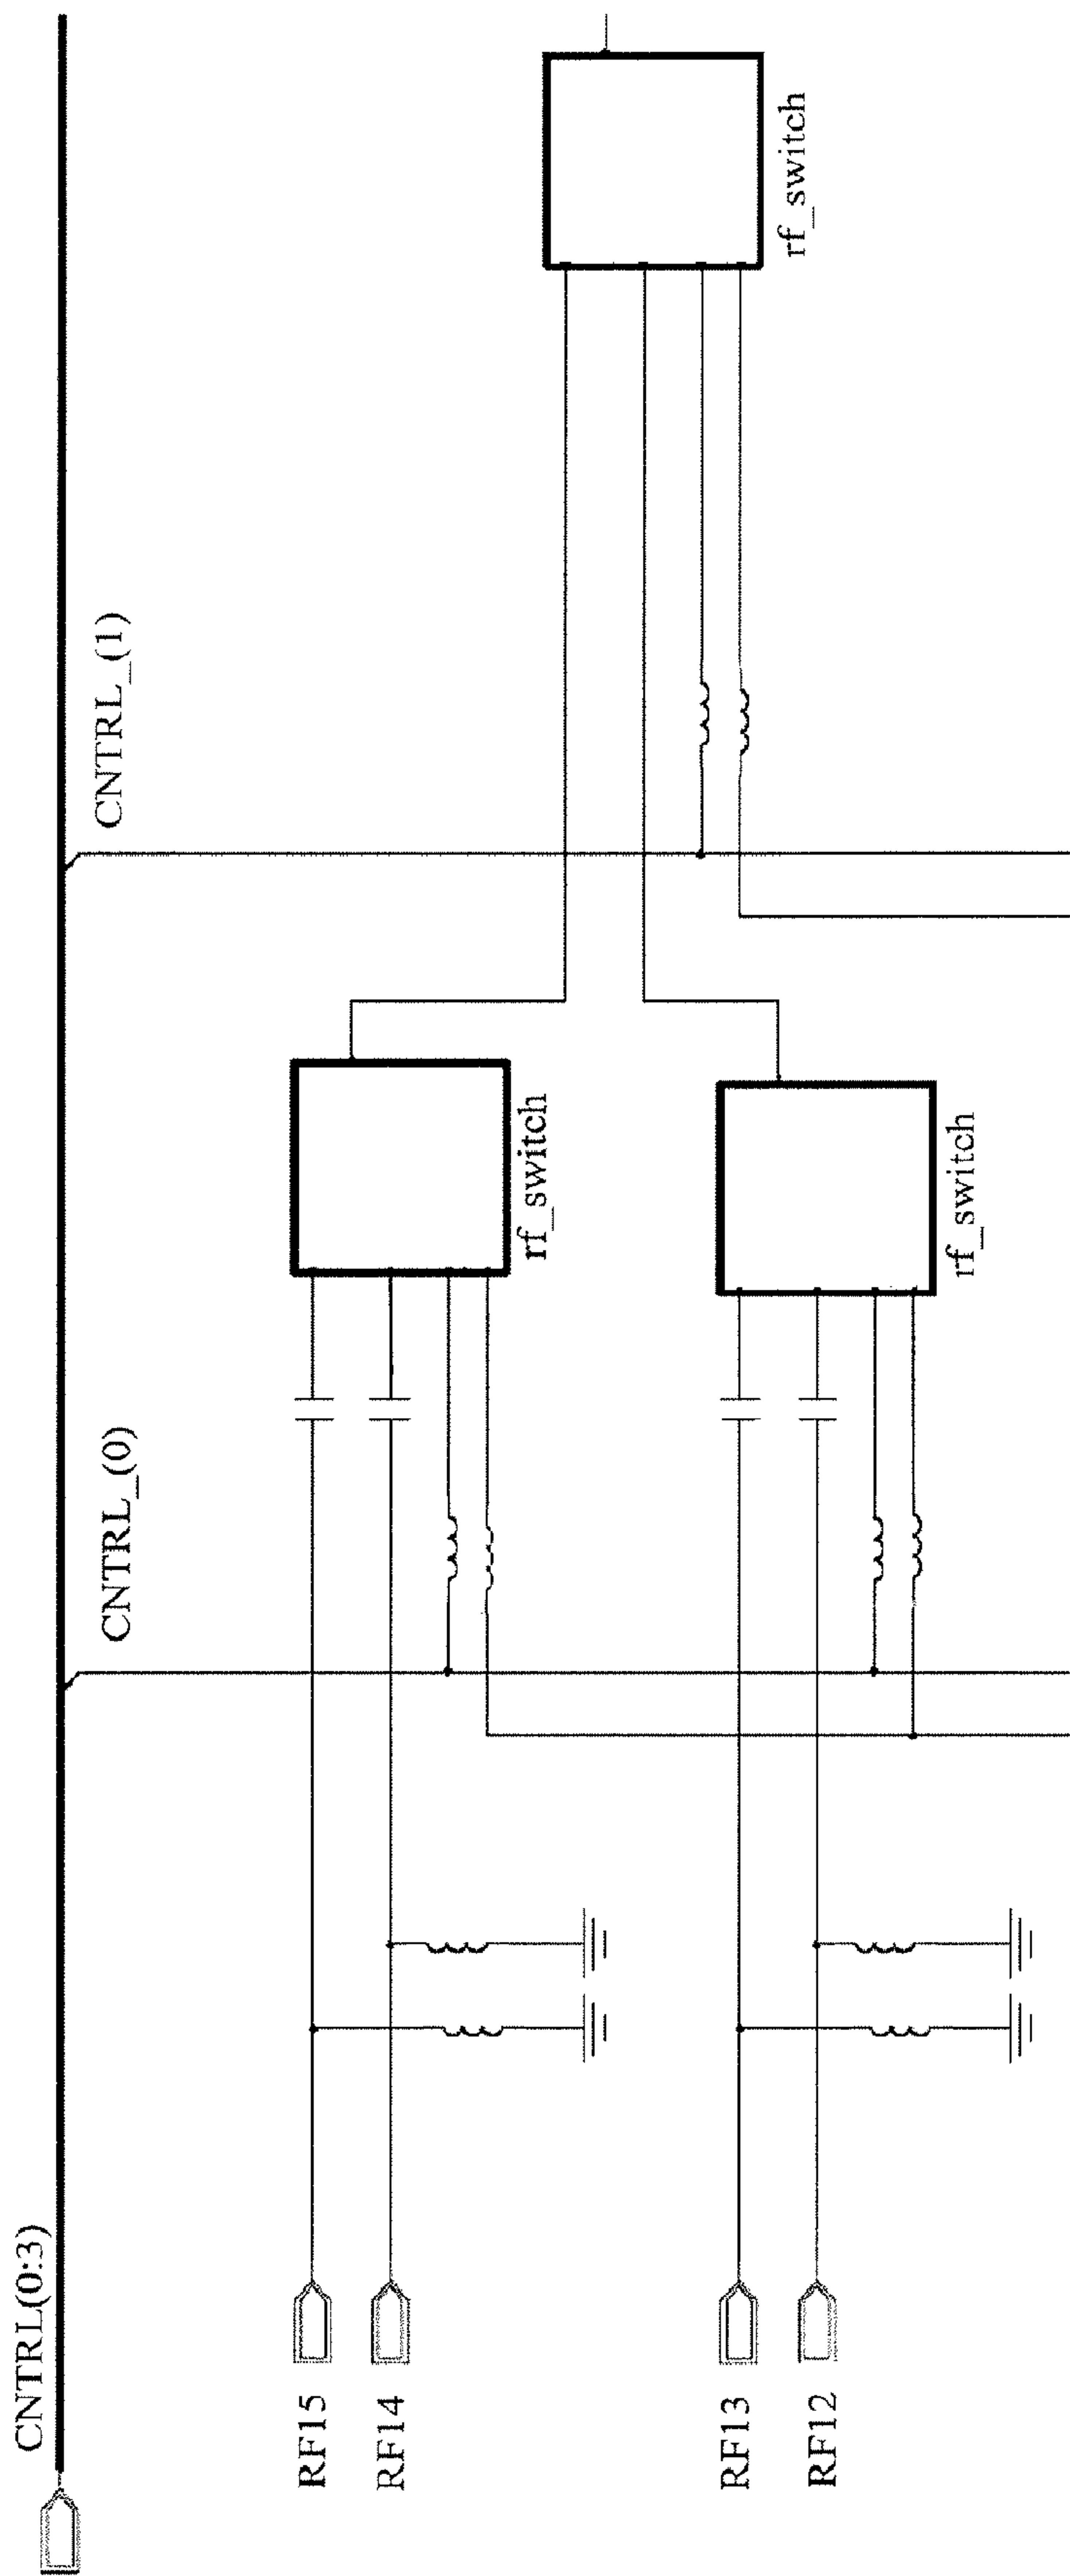 CNTRL(0:3)
CNTRL_(0)
CNTRL_(1)
RF15
RF14
rf_switch
rf_switch
RF13
RF12
rf_switch